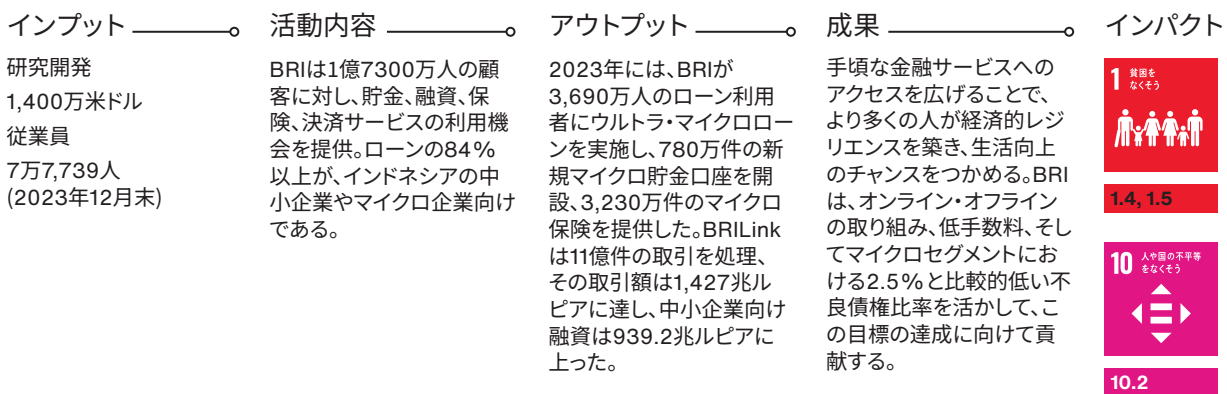 インプット
研究開発
1,400万米ドル
従業員
7万7,739人
(2023年12月末)
活動内容
BRIは1億7300万人の顧
客に対し、貯金、融資、保
険、決済サービスの利用機
会を提供。ローンの84%
以上が、インドネシアの中
小企業やマイクロ企業向け
である。
アウトプット
2023年には、BRIが
3,690万人のローン利用
者にウルトラ・マイクロロー
ンを実施し、780万件の新
規マイクロ貯金口座を開
設、3,230万件のマイクロ
保険を提供した。BRILink
は11億件の取引を処理、
その取引額は1,427兆ル
ピアに達し、中小企業向け
融資は939.2兆ルピアに
上った。
成果
手頃な金融サービスへの
アクセスを広げることで、
より多くの人が経済的レジ
リエンスを築き、生活向上
のチャンスをつかめる。BRI
は、オンライン・オフライン
の取り組み、低手数料、そし
てマイクロセグメントにお
ける2.5%と比較的低い不
良債権比率を活かして、こ
の目標の達成に向けて貢
献する。
インパクト
1 貧困を
なくそう
1.4, 1.5
10 人や国の不平等
をなくそう
10.2